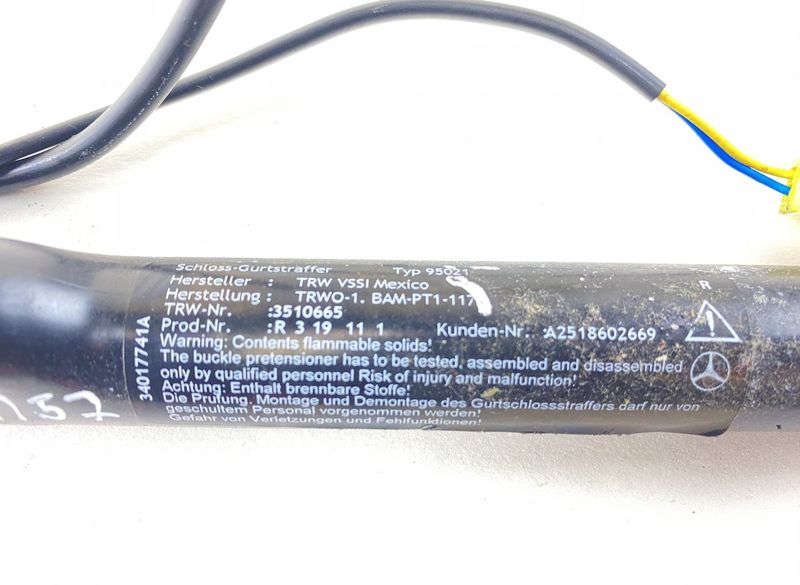 Schloss-Gurtstraffer Typ 95021
Hersteller : TRW VSSI Mexico
Herstellung : TRWO-1. BAM-PT1-117
TRW-Nr. :3510665
Prod-Nr. :R 3 19 11 1 Kunden-Nr. :A2518602669
Warning: Contents flammable solids!
The buckle pretensioner has to be tested, assembled and disassembled
only by qualified personnel Risk of injury and malfunction!
Achtung: Enthält brennbare Stoffe!
Die Prüfung, Montage und Demontage des Gurtschlossstraffers darf nur von
geschultem Personal vorgenommen werden!
Gefahr von Verletzungen und Fehlfunktionen!
34017741A
R